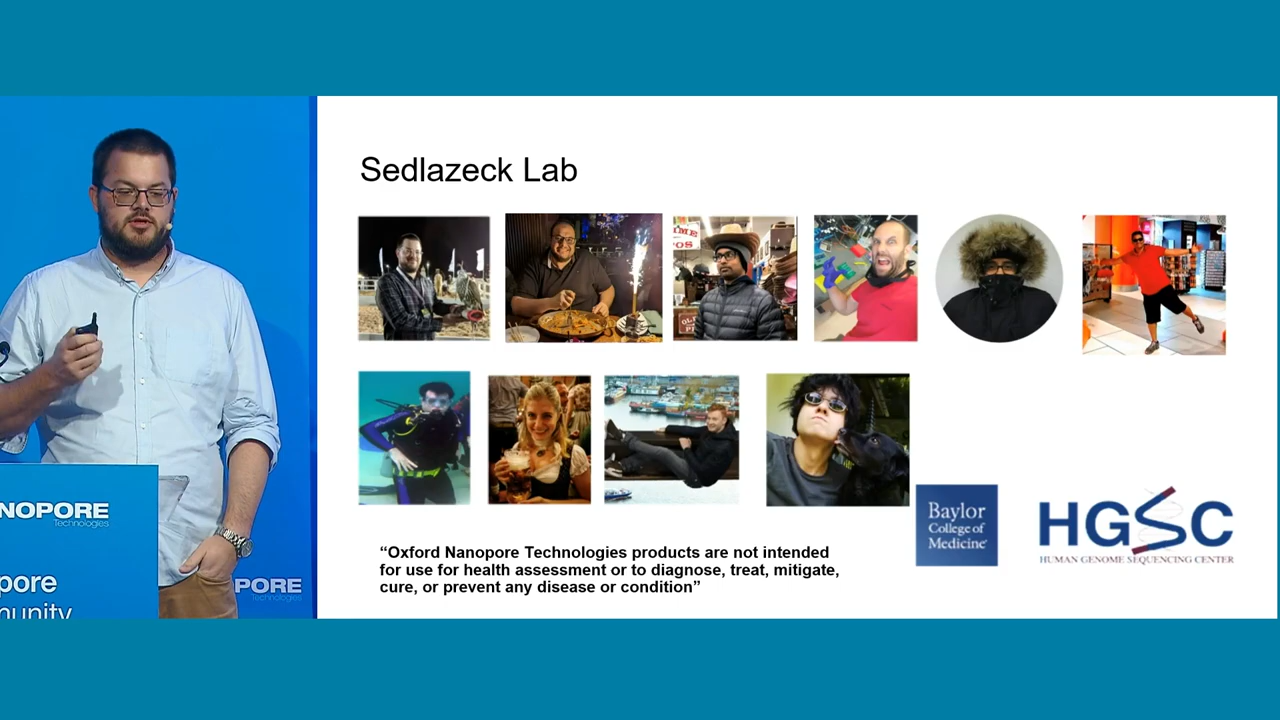 Sedlazeck Lab
NOPORE
Technologies
pore
PORE
Technologies
Baylor
College of
Medicine
HGSC
HUMAN GENOME SEQUENCING CENTER
“Oxford Nanopore Technologies products are not intended
for use for health assessment or to diagnose, treat, mitigate,
cure, or prevent any disease or condition”